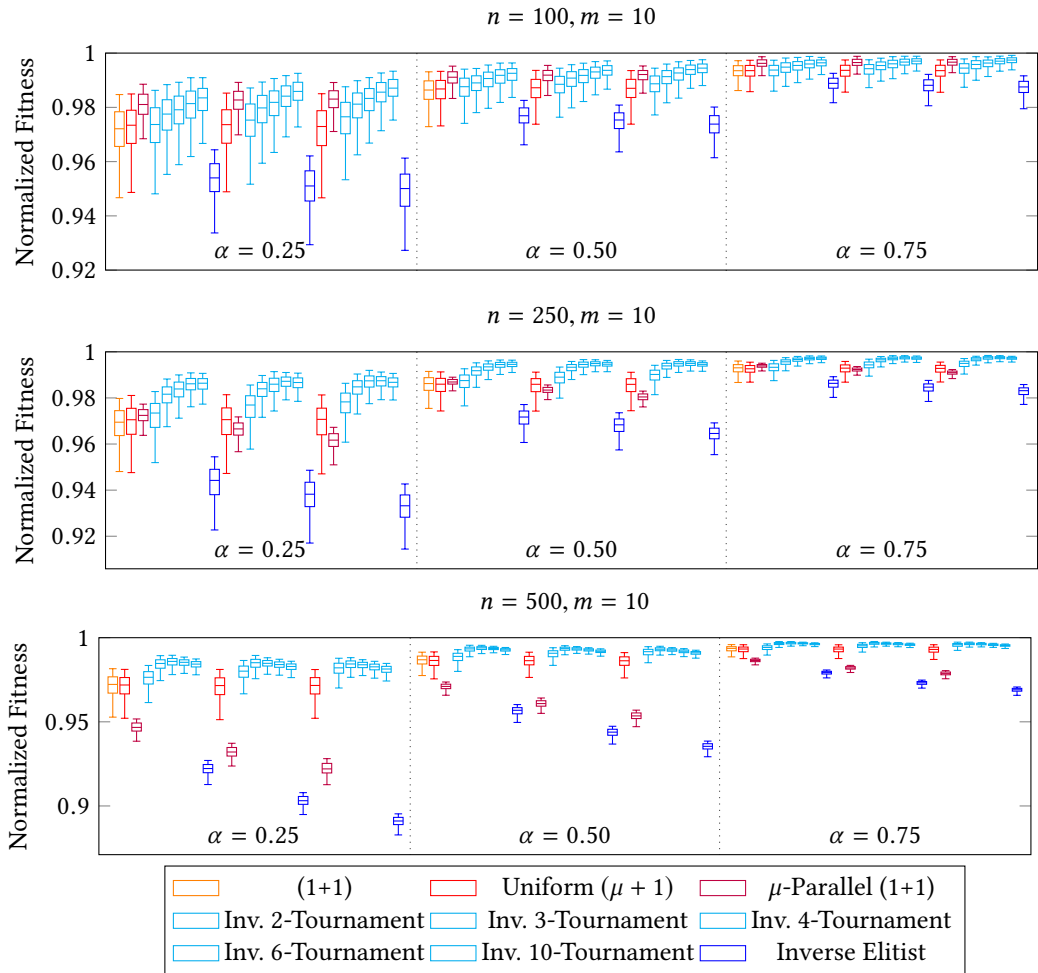 n = 100, m = 10
Normalized Fitness
1
0.98
0.96
0.94
0.92
α = 0.25
α = 0.50
α = 0.75
n = 250, m = 10
Normalized Fitness
1
0.98
0.96
0.94
0.92
α = 0.25
α = 0.50
α = 0.75
n = 500, m = 10
Normalized Fitness
1
0.95
0.9
α = 0.25
α = 0.50
α = 0.75
(1+1) Uniform (μ + 1) μ-Parallel (1+1)
Inv. 2-Tournament Inv. 3-Tournament Inv. 4-Tournament
Inv. 6-Tournament Inv. 10-Tournament Inverse Elitist